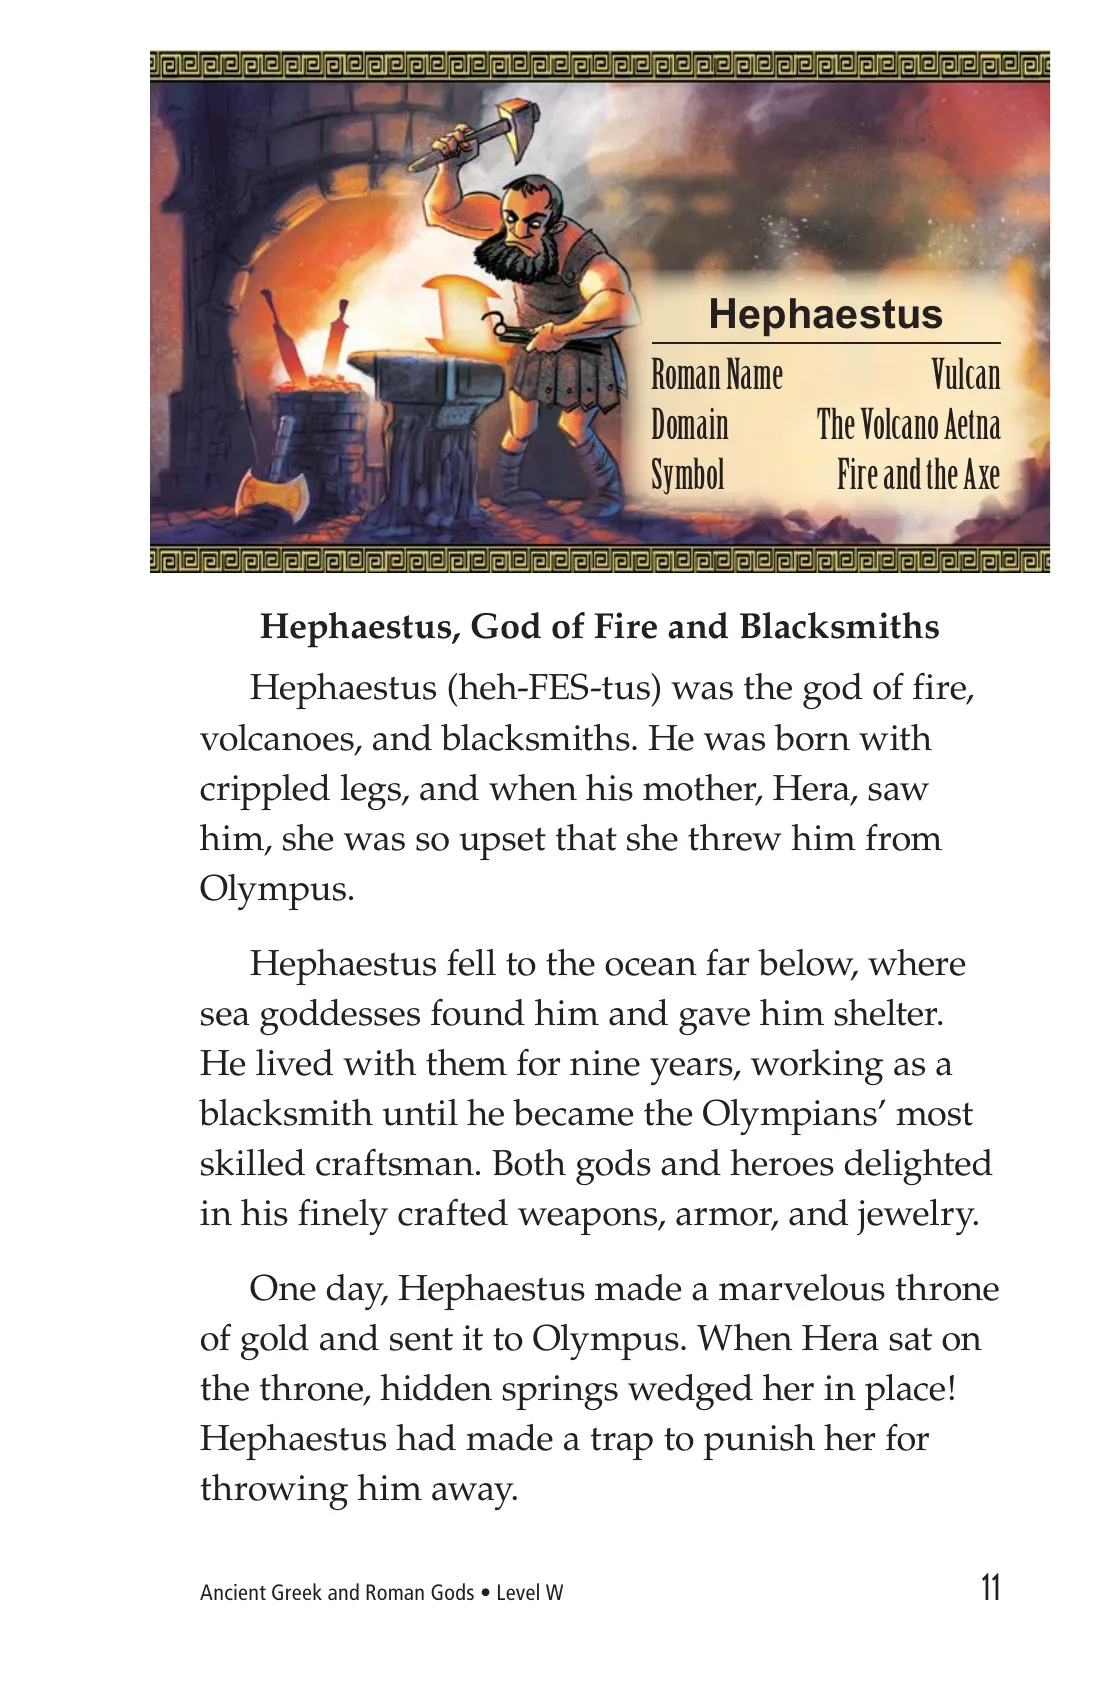 Hephaestus
Roman Name Vulcan
Domain The Volcano Aetna
Symbol Fire and the Axe
Hephaestus, God of Fire and Blacksmiths
Hephaestus (heh-FES-tus) was the god of fire,
volcanoes, and blacksmiths. He was born with
crippled legs, and when his mother, Hera, saw
him, she was so upset that she threw him from
Olympus.
Hephaestus fell to the ocean far below, where
sea goddesses found him and gave him shelter.
He lived with them for nine years, working as a
blacksmith until he became the Olympians’ most
skilled craftsman. Both gods and heroes delighted
in his finely crafted weapons, armor, and jewelry.
One day, Hephaestus made a marvelous throne
of gold and sent it to Olympus. When Hera sat on
the throne, hidden springs wedged her in place!
Hephaestus had made a trap to punish her for
throwing him away.
Ancient Greek and Roman Gods • Level W 11